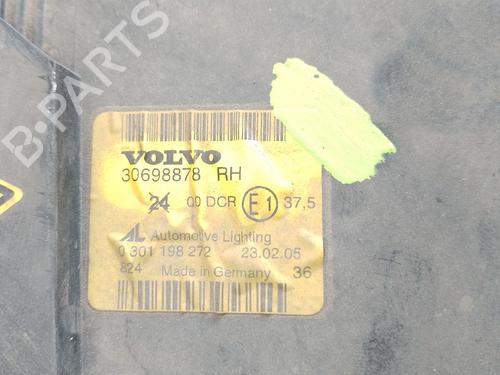 B-PARTS
VOLVO
30698878 RH
24 00 DCR E1 37,5
AL Automotive Lighting
0 301 198 272 23.02.05
824 Made in Germany 36